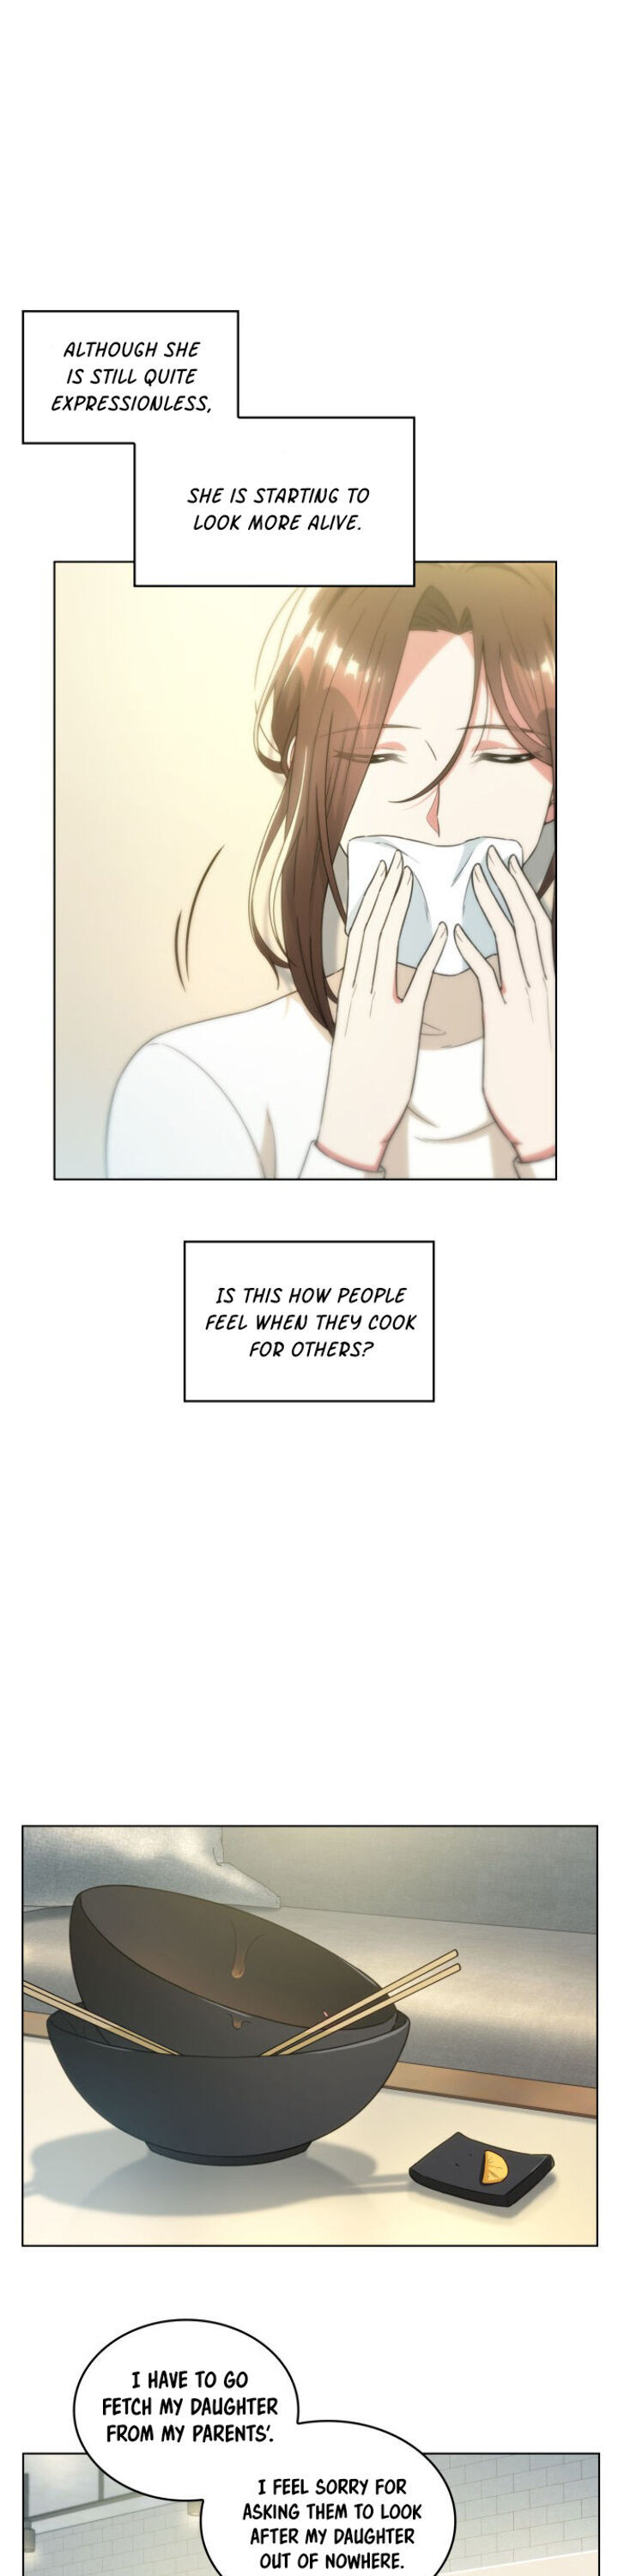 ALTHOUGH SHE
IS STILL QUITE
EXPRESSIONLESS,
SHE IS STARTING TO
LOOK MORE ALIVE.
IS THIS HOW PEOPLE
FEEL WHEN THEY COOK
FOR OTHERS?
I HAVE TO GO
FETCH MY DAUGHTER
FROM MY PARENTS'.
I FEEL SORRY FOR
ASKING THEM TO LOOK
AFTER MY DAUGHTER
OUT OF NOWHERE.